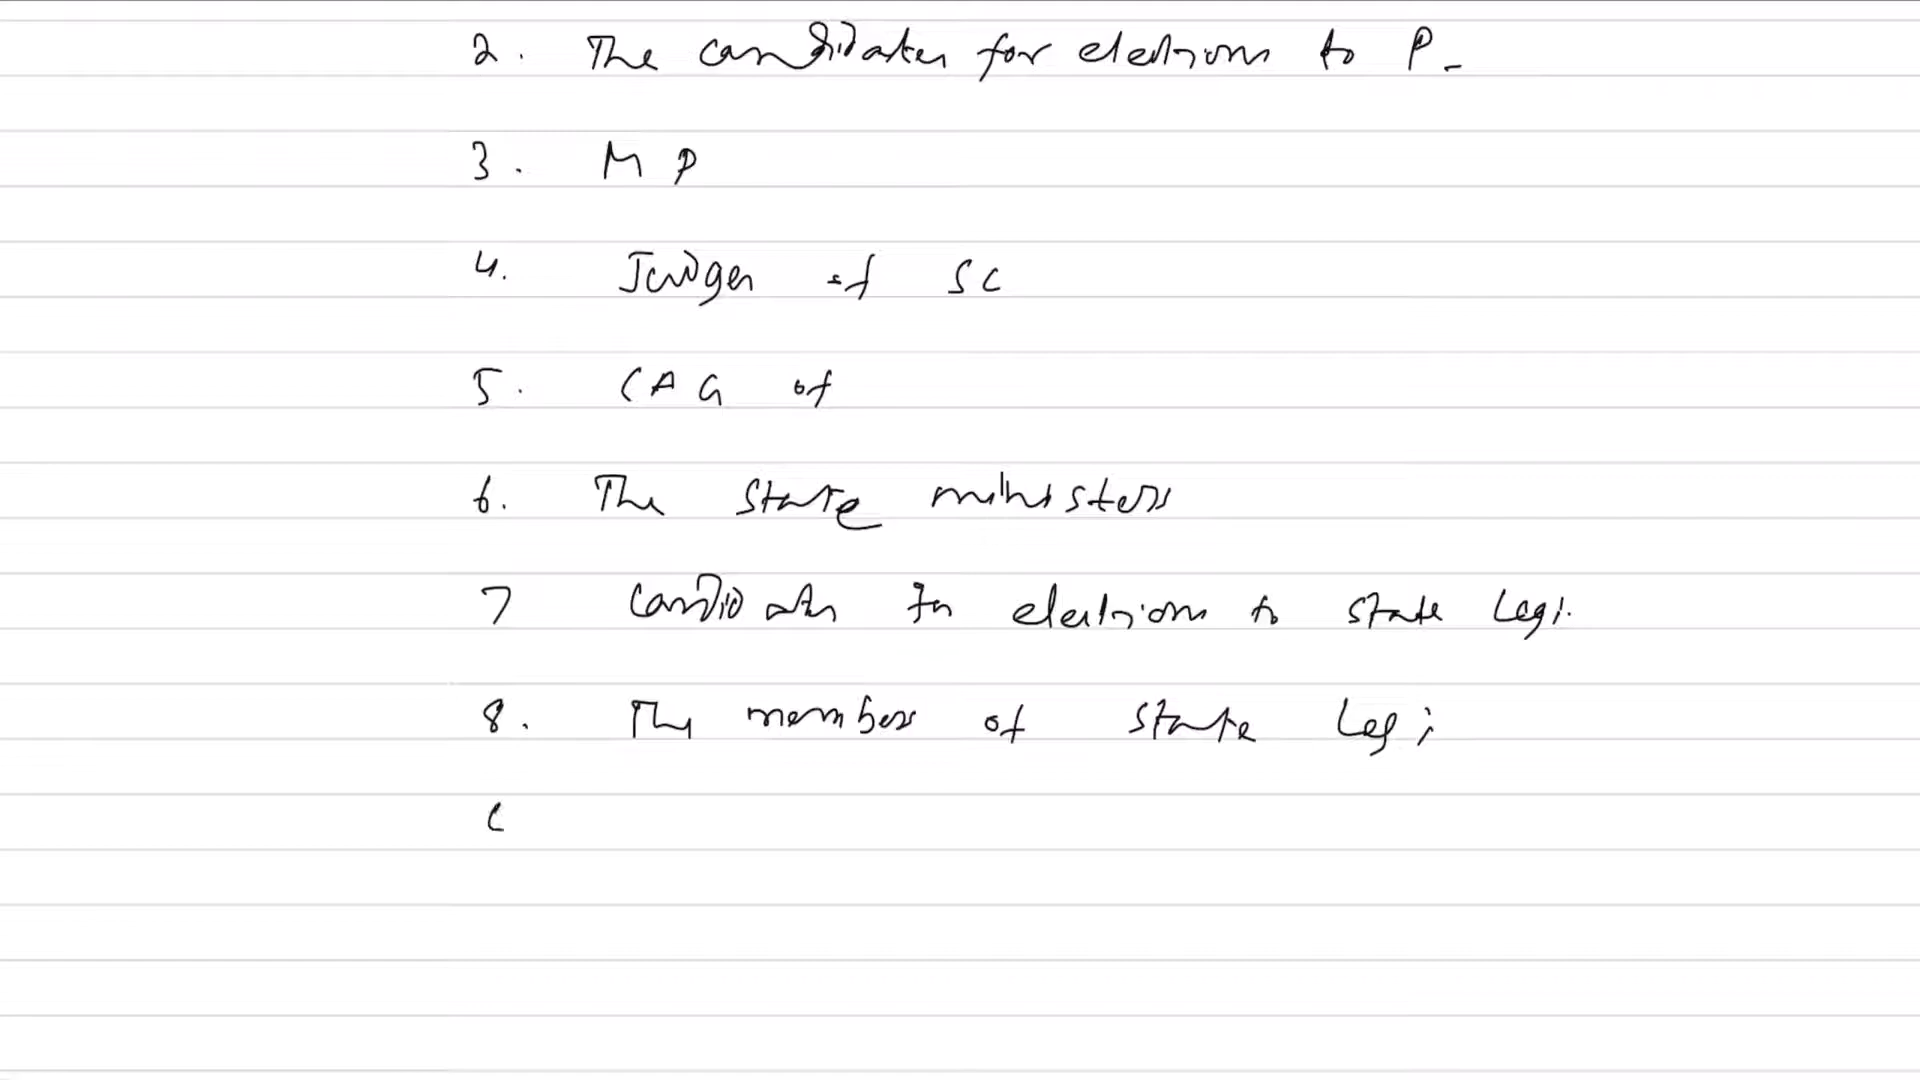 2. The candidates for elections to P.
3. MP
4. Judges of SC
5. CAG of
6. The State ministers
7 Candidates for elections to state Legi.
8. The members of state Legi
(